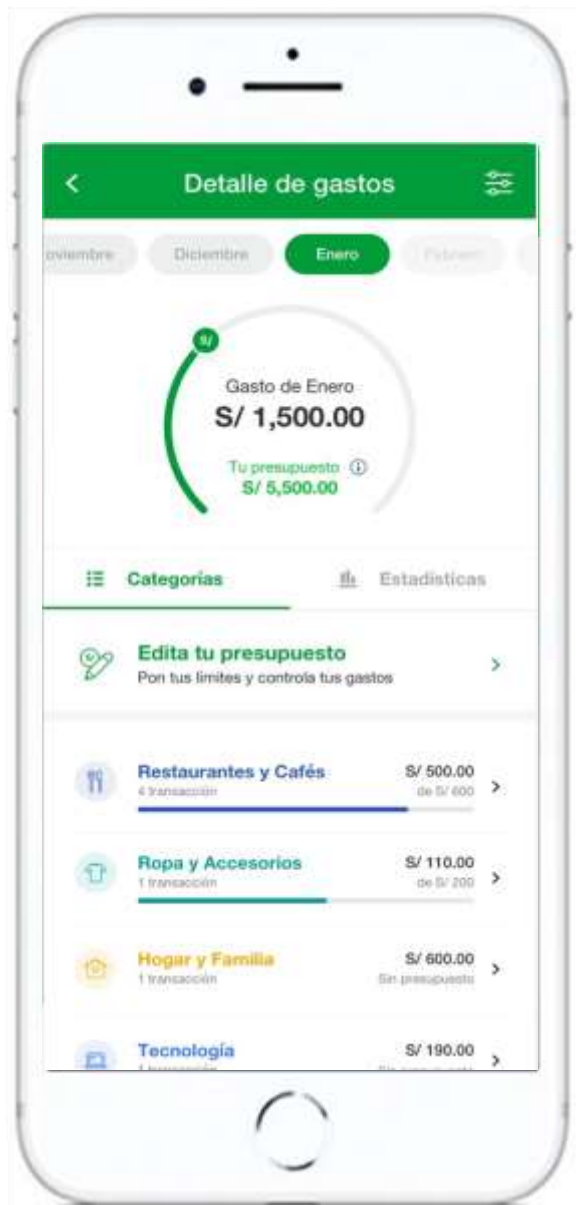 Detalle de gastos
oviembre Diciembre Enero Febrero
S/
Gasto de Enero
S/ 1,500.00
Tu presupuesto
S/ 5,500.00
Categorías Estadísticas
Edita tu presupuesto
Pon tus límites y controla tus gastos
Restaurantes y Cafés S/ 500.00
4 transacción de S/ 600
Ropa y Accesorios S/ 110.00
1 transacción de S/ 200
Hogar y Familia S/ 600.00
1 transacción Sin presupuesto
Tecnología S/ 190.00